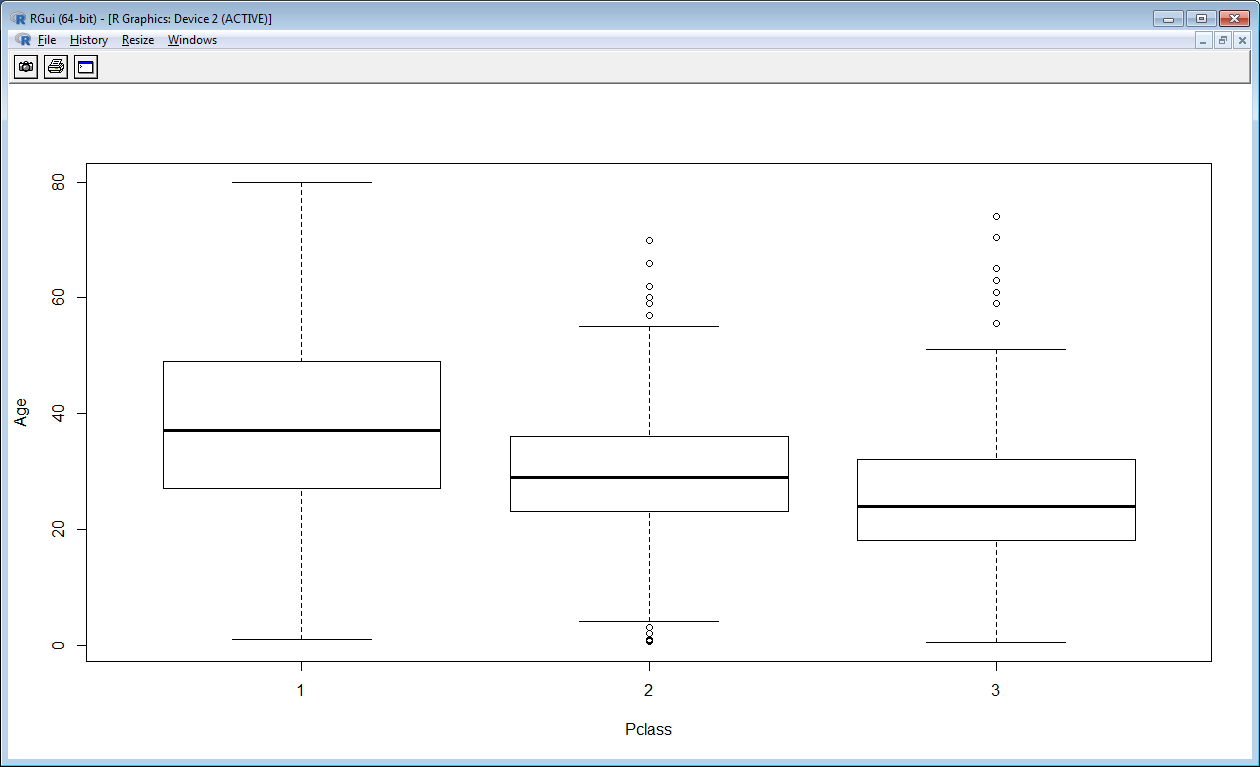 RGui (64-bit) - [R Graphics: Device 2 (ACTIVE)]
File History Resize Windows
80
60
40
20
0
Age
1 2 3
Pclass